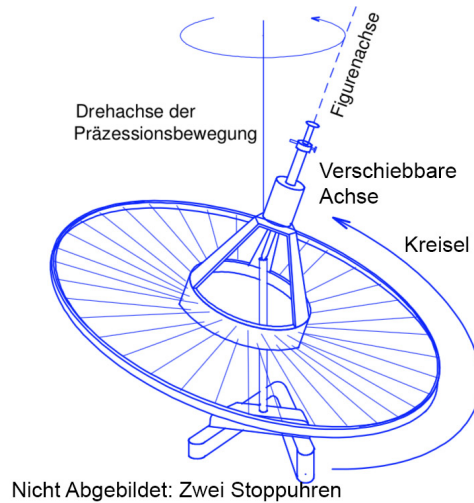 Figurenachse
Drehachse der
Präzessionsbewegung
Verschiebbare
Achse
Kreisel
Nicht Abgebildet: Zwei Stoppuhren